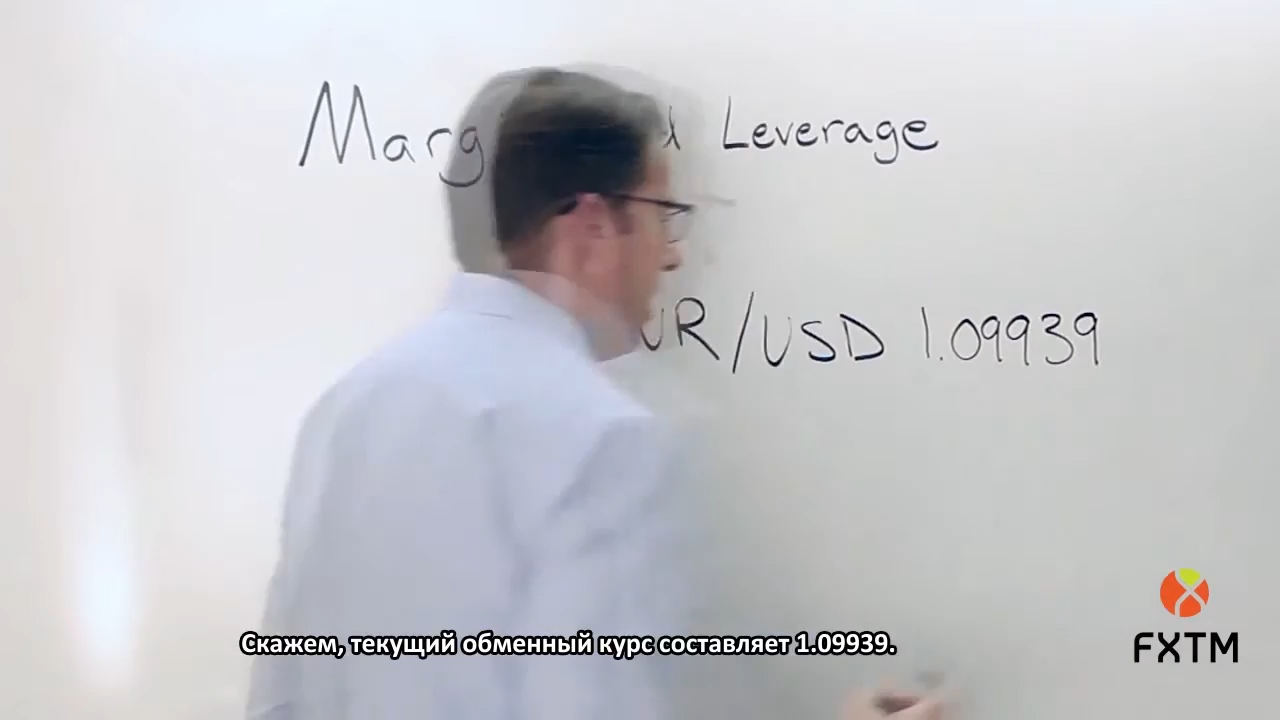 Marg Leverage
UR/USD 1.09939
Скажем, текущий обменный курс составляет 1.09939.
FXTM